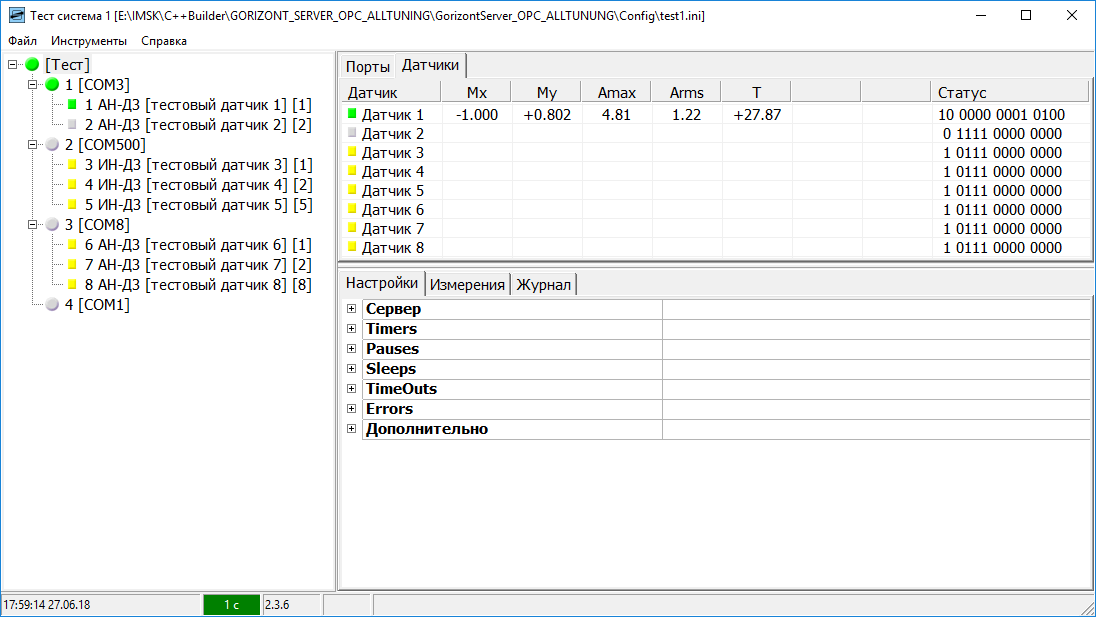 Тест система 1 [E:\IMSK\C++Builder\GORIZONT_SERVER_OPC_ALLTUNING\GorizontServer_OPC_ALLTUNUNG\Config\test1.ini]
Файл Инструменты Справка
[Тест]
1 [COM3]
1 АН-Д3 [тестовый датчик 1] [1]
2 АН-Д3 [тестовый датчик 2] [2]
2 [COM500]
3 ИН-Д3 [тестовый датчик 3] [1]
4 ИН-Д3 [тестовый датчик 4] [2]
5 ИН-Д3 [тестовый датчик 5] [5]
3 [COM8]
6 АН-Д3 [тестовый датчик 6] [1]
7 АН-Д3 [тестовый датчик 7] [2]
8 АН-Д3 [тестовый датчик 8] [8]
4 [COM1]
Порты Датчики
Датчик Mx My Amax Arms T Статус
Датчик 1 -1.000 +0.802 4.81 1.22 +27.87 10 0000 0001 0100
Датчик 2 0 1111 0000 0000
Датчик 3 1 0111 0000 0000
Датчик 4 1 0111 0000 0000
Датчик 5 1 0111 0000 0000
Датчик 6 1 0111 0000 0000
Датчик 7 1 0111 0000 0000
Датчик 8 1 0111 0000 0000
Настройки Измерения Журнал
Сервер
Timers
Pauses
Sleeps
TimeOuts
Errors
Дополнительно
17:59:14 27.06.18 1 с 2.3.6